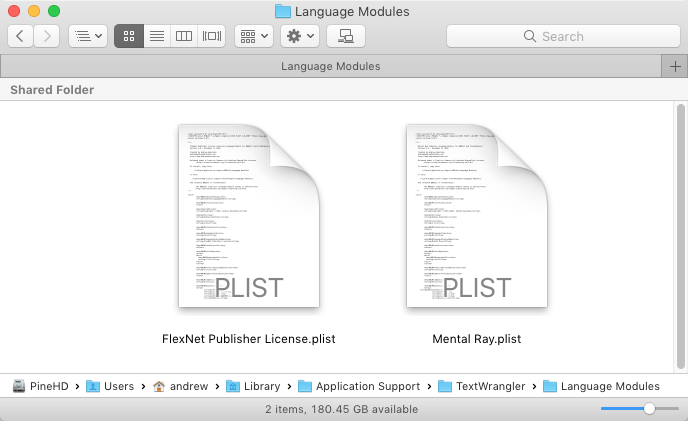 Language Modules
Search
Language Modules
Shared Folder
PLIST
PLIST
FlexNet Publisher License.plist
Mental Ray.plist
PineHD › Users › andrew › Library › Application Support › TextWrangler › Language Modules
2 items, 180.45 GB available